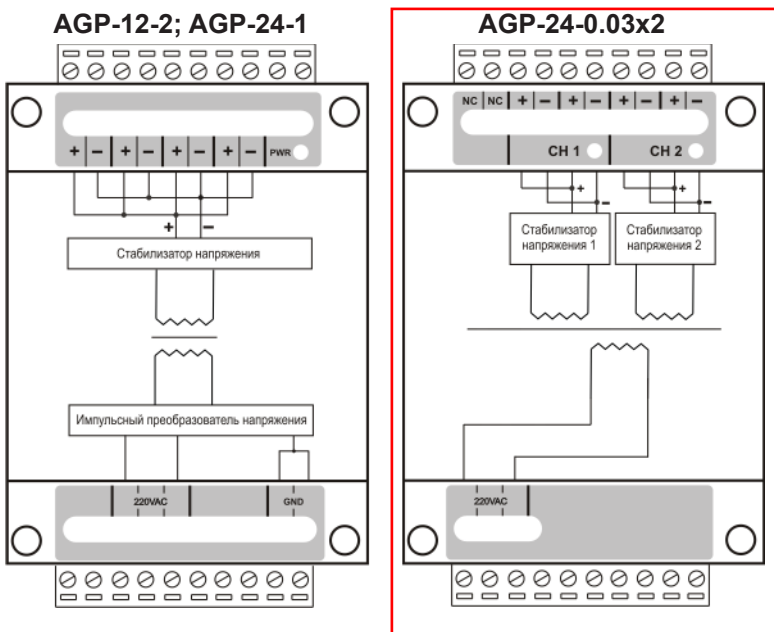 AGP-12-2; AGP-24-1
+ − + − + − + − PWR
+ −
Стабилизатор напряжения
Импульсный преобразователь напряжения
220VAC GND
AGP-24-0.03x2
NC NC + − + − + − + −
CH 1 CH 2
+ +
− −
Стабилизатор
напряжения 1
Стабилизатор
напряжения 2
220VAC